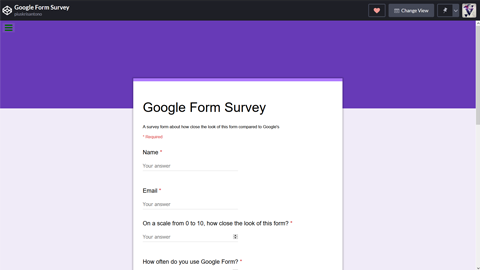 Google Form Survey
pluskritiantono
Change View
Google Form Survey
A survey form about how close the look of this form compared to Google's
* Required
Name *
Your answer
Email *
Your answer
On a scale from 0 to 10, how close the look of this form? *
Your answer
How often do you use Google Form? *